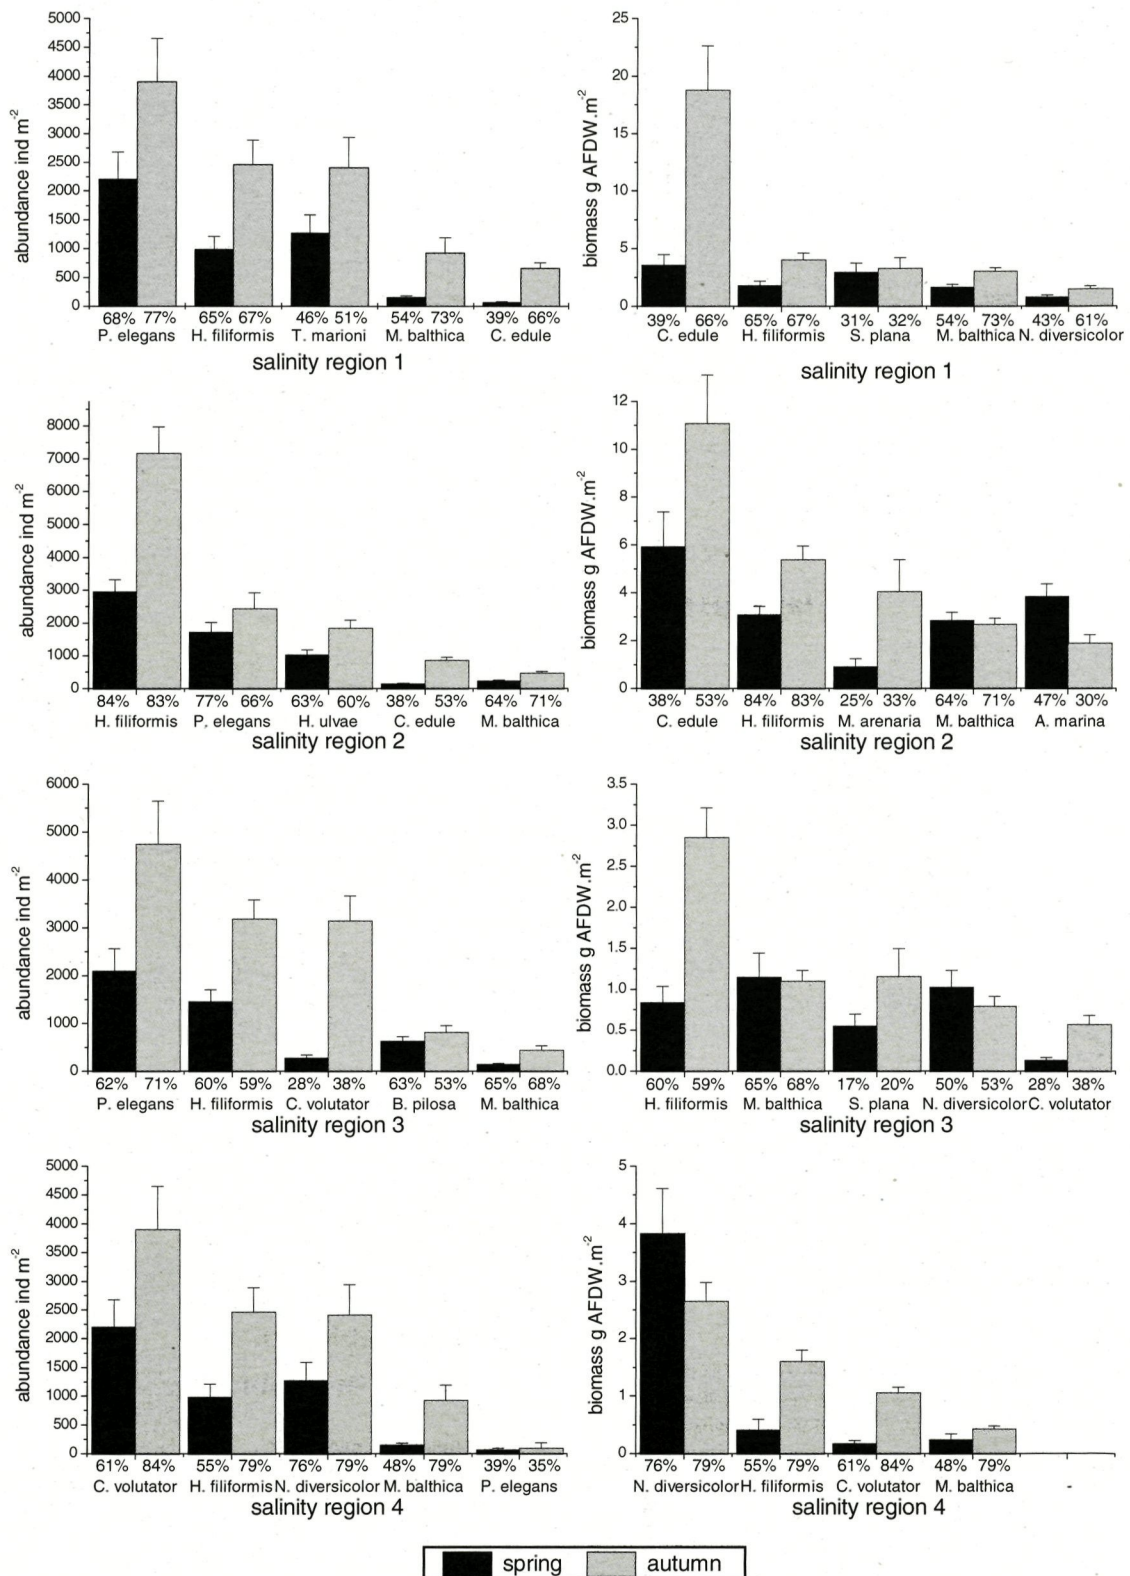 5000
4500
4000
3500
3000
2500
2000
1500
1000
500
0
abundance ind m-2
68% 77% 65% 67% 46% 51% 54% 73% 39% 66%
P. elegans H. filiformis T. marioni M. balthica C. edule
salinity region 1
25
20
15
10
5
0
biomass g AFDW.m-2
39% 66% 65% 67% 31% 32% 54% 73% 43% 61%
C. edule H. filiformis S. plana M. balthica N. diversicolor
salinity region 1
8000
7000
6000
5000
4000
3000
2000
1000
0
abundance ind m-2
84% 83% 77% 66% 63% 60% 38% 53% 64% 71%
H. filiformis P. elegans H. ulvae C. edule M. balthica
salinity region 2
12
10
8
6
4
2
0
biomass g AFDW.m-2
38% 53% 84% 83% 25% 33% 64% 71% 47% 30%
C. edule H. filiformis M. arenaria M. balthica A. marina
salinity region 2
6000
5000
4000
3000
2000
1000
0
abundance ind m-2
62% 71% 60% 59% 28% 38% 63% 53% 65% 68%
P. elegans H. filiformis C. volutator B. pilosa M. balthica
salinity region 3
3.5
3.0
2.5
2.0
1.5
1.0
0.5
0.0
biomass g AFDW.m-2
60% 59% 65% 68% 17% 20% 50% 53% 28% 38%
H. filiformis M. balthica S. plana N. diversicolor C. volutator
salinity region 3
5000
4500
4000
3500
3000
2500
2000
1500
1000
500
0
abundance ind m-2
61% 84% 55% 79% 76% 79% 48% 79% 39% 35%
C. volutator H. filiformis N. diversicolor M. balthica P. elegans
salinity region 4
5
4
3
2
1
0
biomass g AFDW.m-2
76% 79% 55% 79% 61% 84% 48% 79%
N. diversicolor H. filiformis C. volutator M. balthica -
salinity region 4
spring autumn